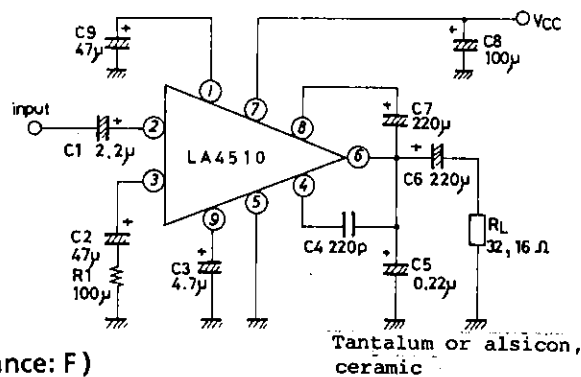 C9
47μ
+
1
7
VCC
+
C8
100μ
8
+
C7
220μ
input
+
C1 2.2μ
2
LA4510
6
+
C6 220μ
3
4
9
5
+
C2
47μ
R1
100μ
+
C3
4.7μ
C4 220p
+
C5
0.22μ
RL
32, 16 Ω
Tantalum or alsicon,
ceramic
ance: F)